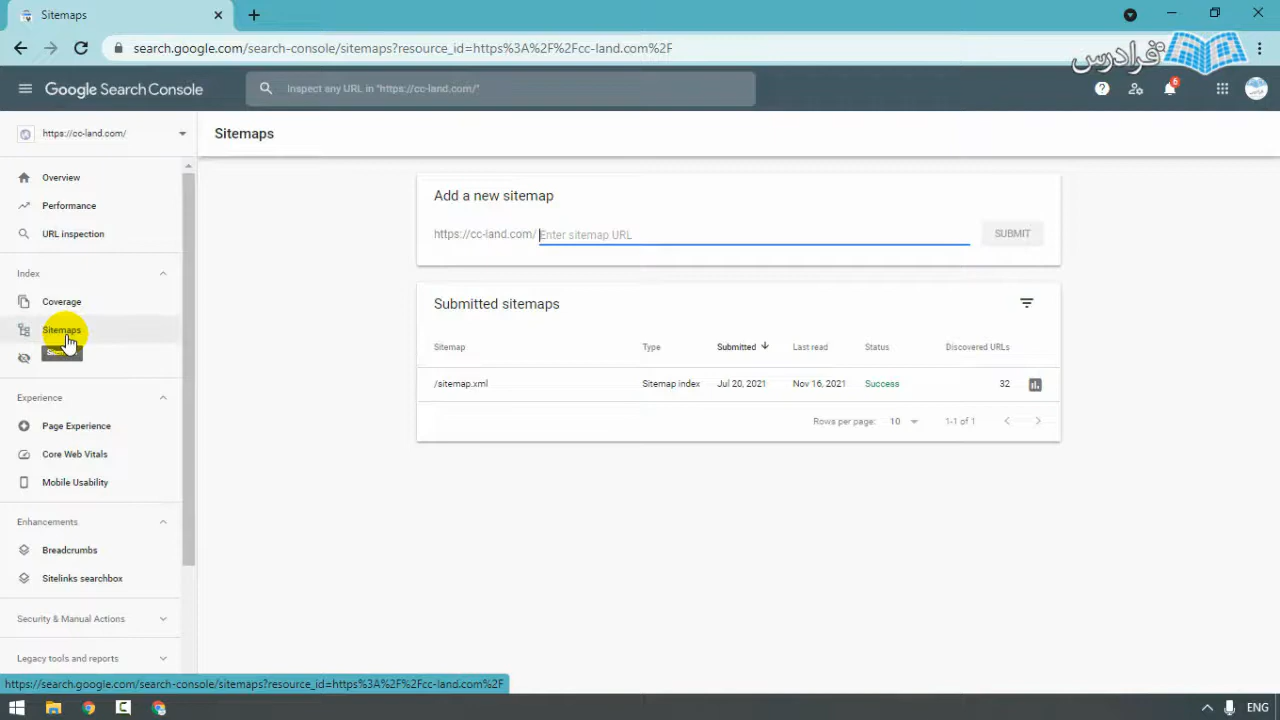 Sitemaps
search.google.com/search-console/sitemaps?resource_id=https%3A%2F%2Fcc-land.com%2F
فرادرس
Google Search Console
Inspect any URL in "https://cc-land.com/"
6
https://cc-land.com/
Sitemaps
Overview
Performance
URL inspection
Index
Coverage
Sitemaps
Experience
Page Experience
Core Web Vitals
Mobile Usability
Enhancements
Breadcrumbs
Sitelinks searchbox
Security & Manual Actions
Legacy tools and reports
Add a new sitemap
https://cc-land.com/ Enter sitemap URL SUBMIT
Submitted sitemaps
Sitemap Type Submitted Last read Status Discovered URLs
/sitemap.xml Sitemap index Jul 20, 2021 Nov 16, 2021 Success 32
Rows per page: 10 1-1 of 1
https://search.google.com/search-console/sitemaps?resource_id=https%3A%2F%2Fcc-land.com%2F
ENG